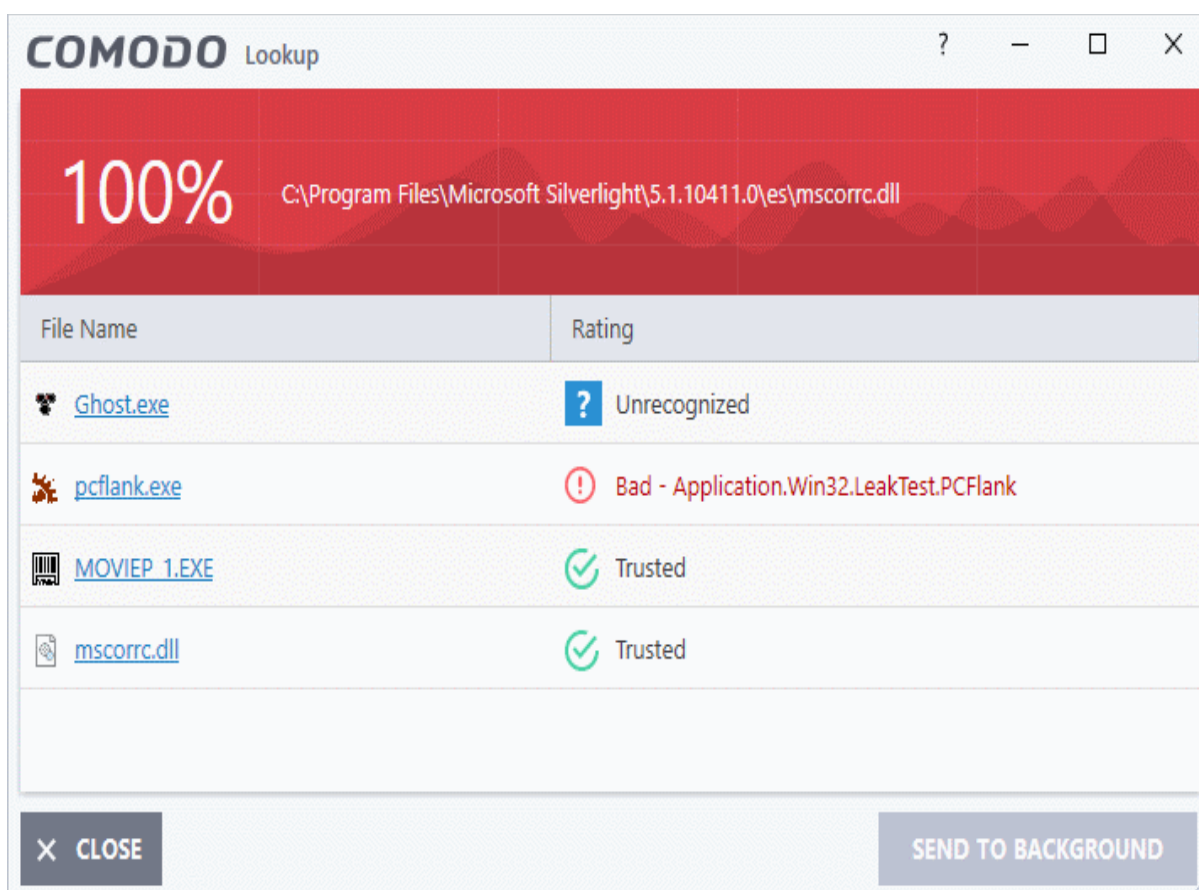 COMODO Lookup ?
100% C:\Program Files\Microsoft Silverlight\5.1.10411.0\es\mscorrc.dll
File Name Rating
Ghost.exe ? Unrecognized
pcflank.exe ! Bad - Application.Win32.LeakTest.PCFlank
MOVIEP_1.EXE Trusted
mscorrc.dll Trusted
CLOSE SEND TO BACKGROUND